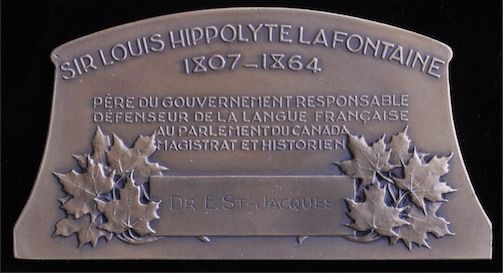 SIR LOUIS HIPPOLYTE LAFONTAINE
1807-1864
PÈRE DU GOUVERNEMENT RESPONSABLE
DÉFENSEUR DE LA LANGUE FRANÇAISE
AU PARLEMENT DU CANADA
MAGISTRAT ET HISTORIEN
DR. E. ST-JACQUES